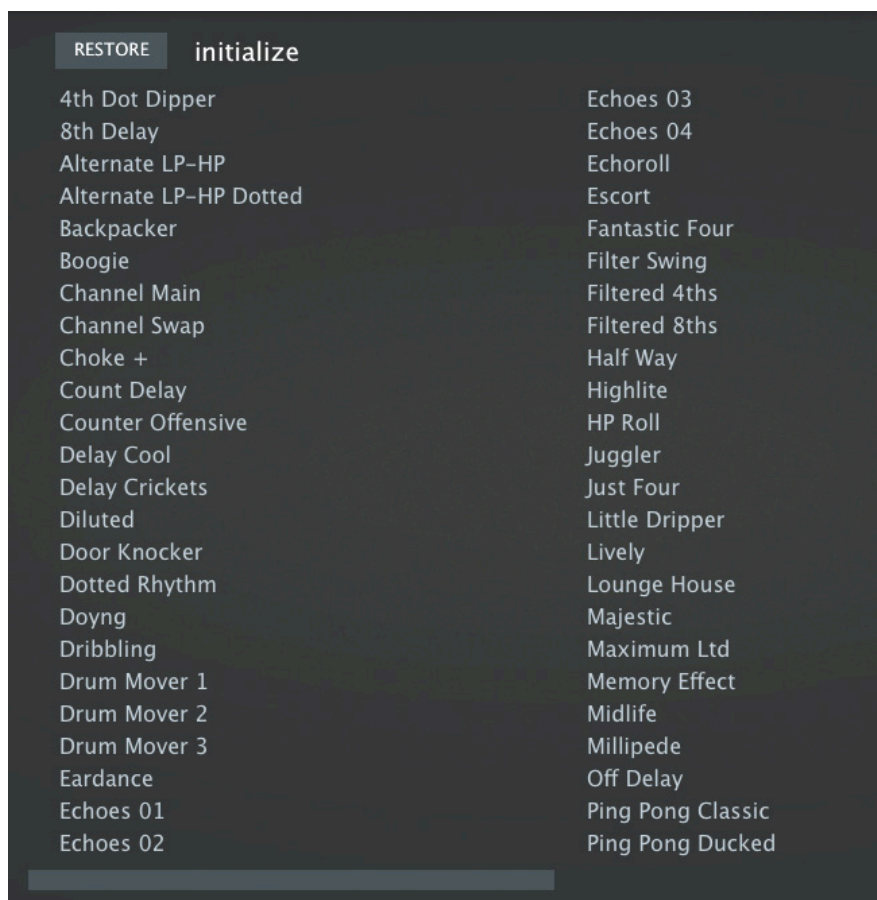 RESTORE initialize
4th Dot Dipper
8th Delay
Alternate LP-HP
Alternate LP-HP Dotted
Backpacker
Boogie
Channel Main
Channel Swap
Choke +
Count Delay
Counter Offensive
Delay Cool
Delay Crickets
Diluted
Door Knocker
Dotted Rhythm
Doyng
Dribbling
Drum Mover 1
Drum Mover 2
Drum Mover 3
Eardance
Echoes 01
Echoes 02
Echoes 03
Echoes 04
Echoroll
Escort
Fantastic Four
Filter Swing
Filtered 4ths
Filtered 8ths
Half Way
Highlite
HP Roll
Juggler
Just Four
Little Dripper
Lively
Lounge House
Majestic
Maximum Ltd
Memory Effect
Midlife
Millipede
Off Delay
Ping Pong Classic
Ping Pong Ducked